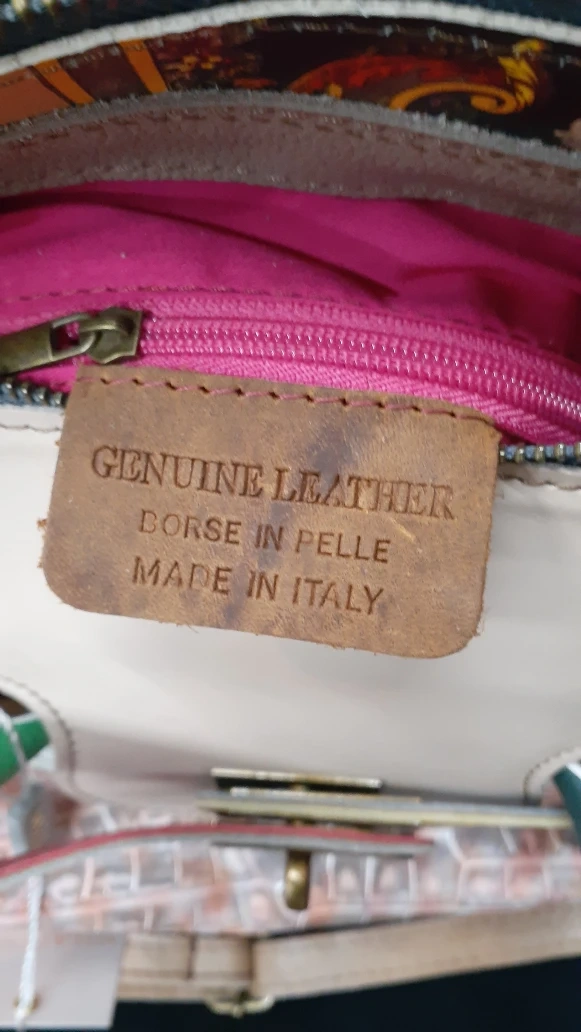 GENUINE LEATHER
BORSE IN PELLE
MADE IN ITALY